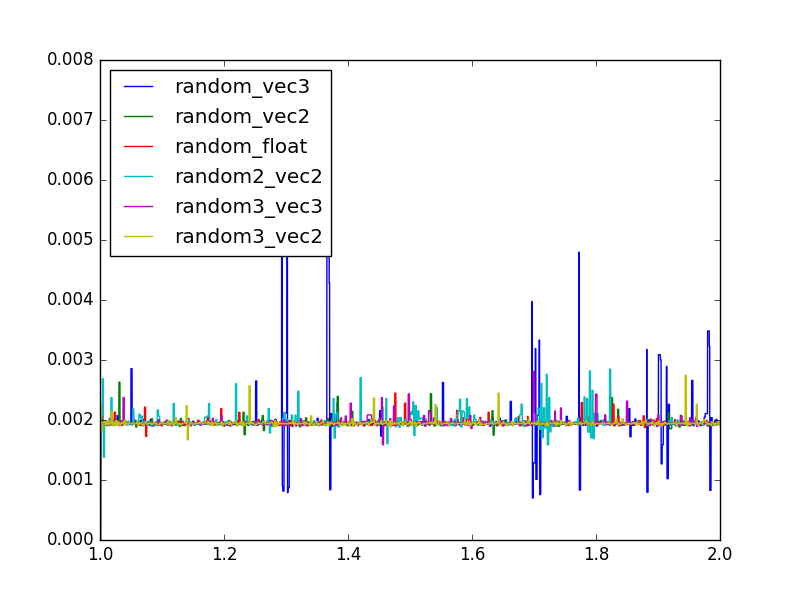 0.008
0.007
0.006
0.005
0.004
0.003
0.002
0.001
0.000
random_vec3
random_vec2
random_float
random2_vec2
random3_vec3
random3_vec2
1.0 1.2 1.4 1.6 1.8 2.0